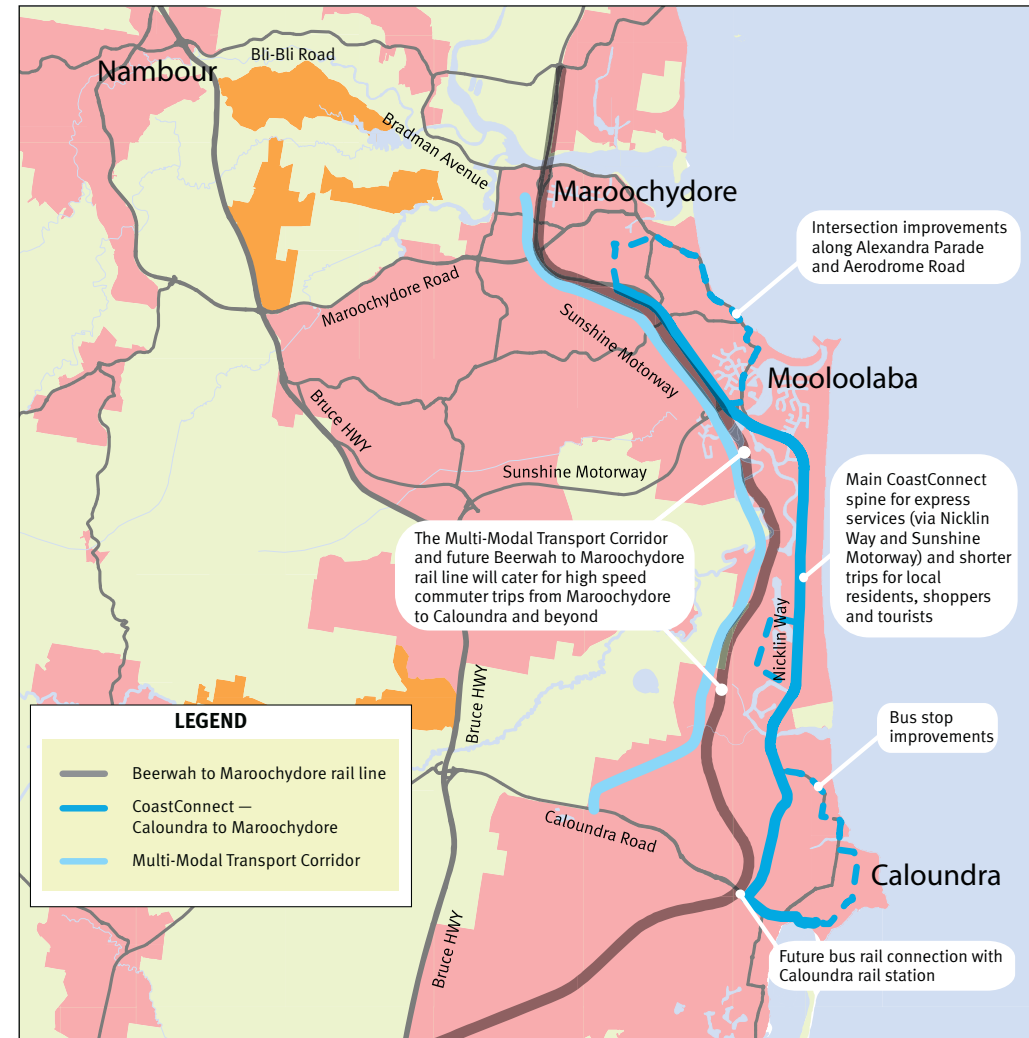 Nambour
Bli-Bli Road
Bradman Avenue
Maroochydore
Intersection improvements
along Alexandra Parade
and Aerodrome Road
Maroochydore Road
Sunshine Motorway
Mooloolaba
Bruce HWY
Sunshine Motorway
Main CoastConnect
spine for express
services (via Nicklin
Way and Sunshine
Motorway) and shorter
trips for local
residents, shoppers
and tourists
The Multi-Modal Transport Corridor
and future Beerwah to Maroochydore
rail line will cater for high speed
commuter trips from Maroochydore
to Caloundra and beyond
Nicklin Way
Bruce HWY
Bus stop
improvements
LEGEND
Beerwah to Maroochydore rail line
CoastConnect —
Caloundra to Maroochydore
Multi-Modal Transport Corridor
Caloundra Road
Caloundra
Bruce HWY
Future bus rail connection with
Caloundra rail station